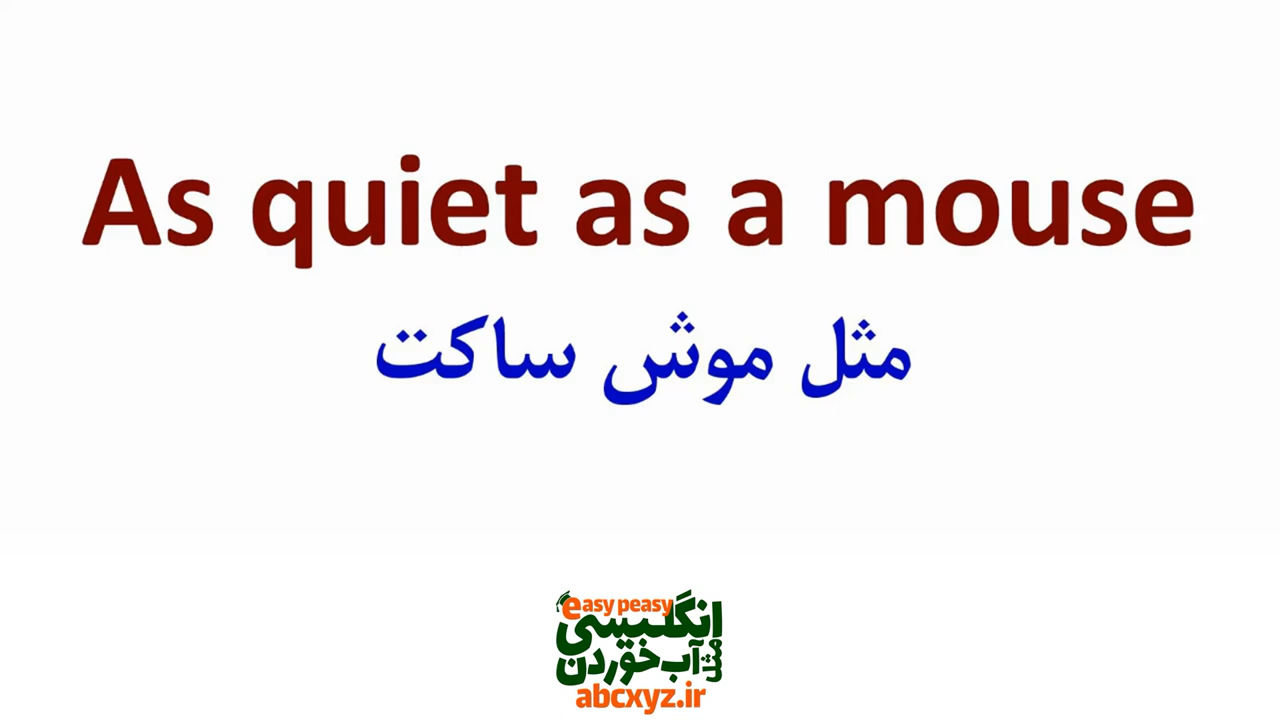 As quiet as a mouse
مثل موش ساکت
easy peasy
انگلیسی
مثل آب خوردن
abcxyz.ir